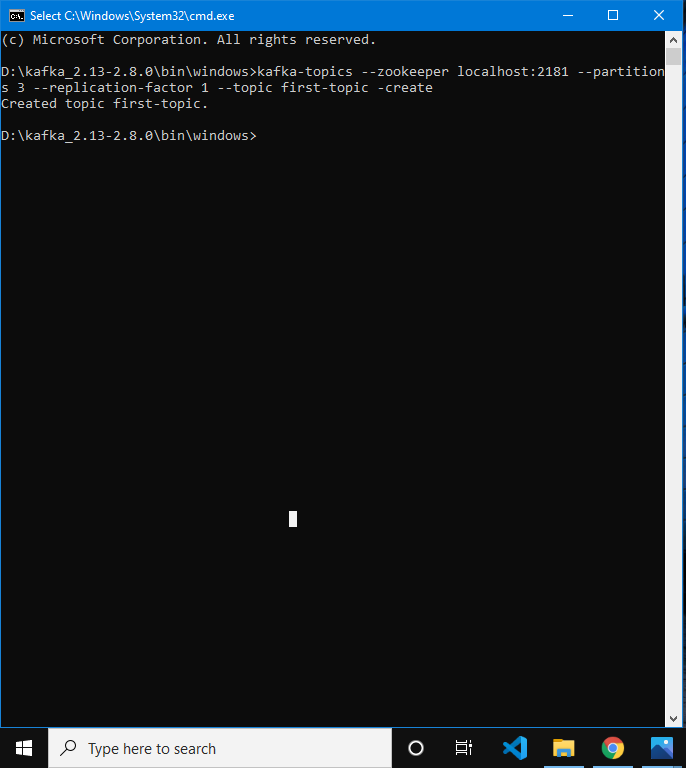 Select C:\Windows\System32\cmd.exe
(c) Microsoft Corporation. All rights reserved.
D:\kafka_2.13-2.8.0\bin\windows>kafka-topics --zookeeper localhost:2181 --partition
s 3 --replication-factor 1 --topic first-topic -create
Created topic first-topic.
D:\kafka_2.13-2.8.0\bin\windows>
Type here to search